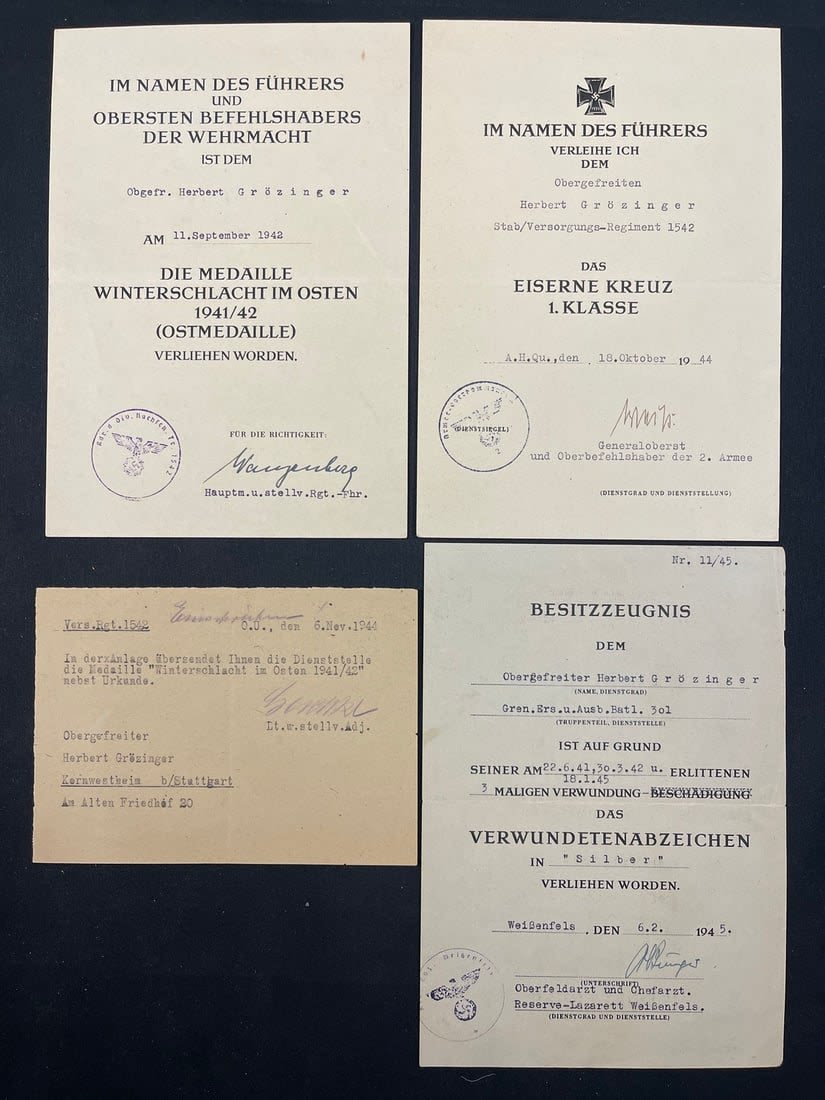 IM NAMEN DES FÜHRERS
UND
OBERSTEN BEFEHLSHABERS
DER WEHRMACHT
IST DEM
Obgefr. Herbert Grözinger
AM 11.September 1942
DIE MEDAILLE
WINTERSCHLACHT IM OSTEN
1941/42
(OSTMEDAILLE)
VERLIEHEN WORDEN.
FÜR DIE RICHTIGKEIT:
Hauptm.u.stellv.Rgt.-Fhr.
IM NAMEN DES FÜHRERS
VERLEIHE ICH
DEM
Obergefreiten
Herbert Grözinger
Stab/Versorgungs-Regiment 1542
DAS
EISERNE KREUZ
1. KLASSE
A.H.Qu.,den 18.Oktober 1944
(DIENSTSIEGEL)
Generaloberst
und Oberbefehlshaber der 2. Armee
(DIENSTGRAD UND DIENSTSTELLUNG)
Vers.Rgt.1542 O.U., den 6.Nov.1944
In derxAnlage übersendet Ihnen die Dienststelle
die Medaille "Winterschlacht im Osten 1941/42"
nebst Urkunde.
Lt.u.stellv.Adj.
Obergefreiter
Herbert Grözinger
Kornwestheim b/Stuttgart
Am Alten Friedhof 20
Nr. 11/45.
BESITZZEUGNIS
DEM
Obergefreiter Herbert Grözinger
(NAME, DIENSTGRAD)
Gren.Ers.u.Ausb.Batl. 3o1
(TRUPPENTEIL, DIENSTSTELLE)
IST AUF GRUND
SEINER AM 22.6.41,3o.3.42 u. ERLITTENEN
18.1.45
3 MALIGEN VERWUNDUNG-BESCHÄDIGUNG
DAS
VERWUNDETENABZEICHEN
IN "Silber"
VERLIEHEN WORDEN.
Weißenfels, DEN 6.2. 1945.
(UNTERSCHRIFT)
Oberfeldarzt und Chefarzt.
Reserve-Lazarett Weißenfels.
(DIENSTGRAD UND DIENSTSTELLE)